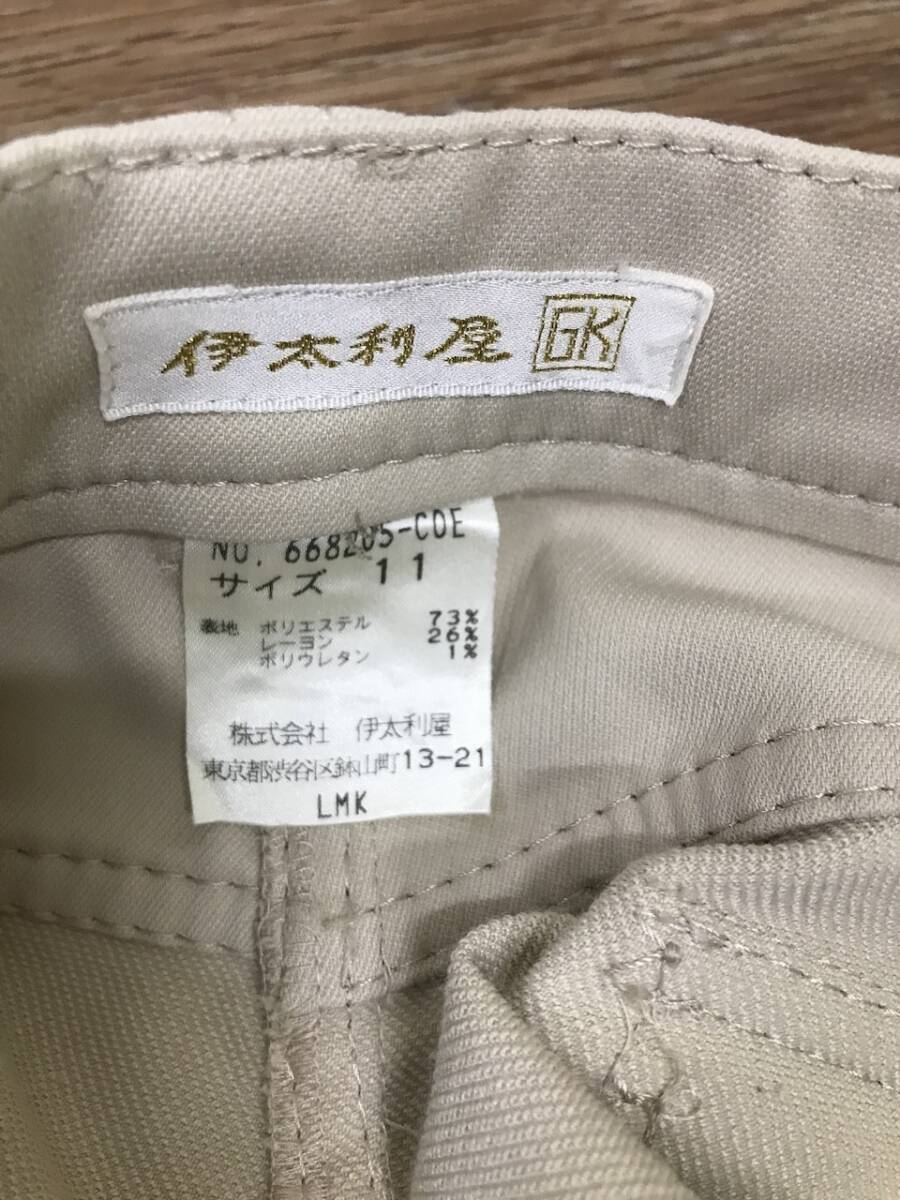 伊太利屋 GK
NO. 668205-CDE
サイズ 11
表地 ポリエステル 73%
レーヨン 26%
ポリウレタン 1%
株式会社 伊太利屋
東京都渋谷区鉢山町13-21
LMK